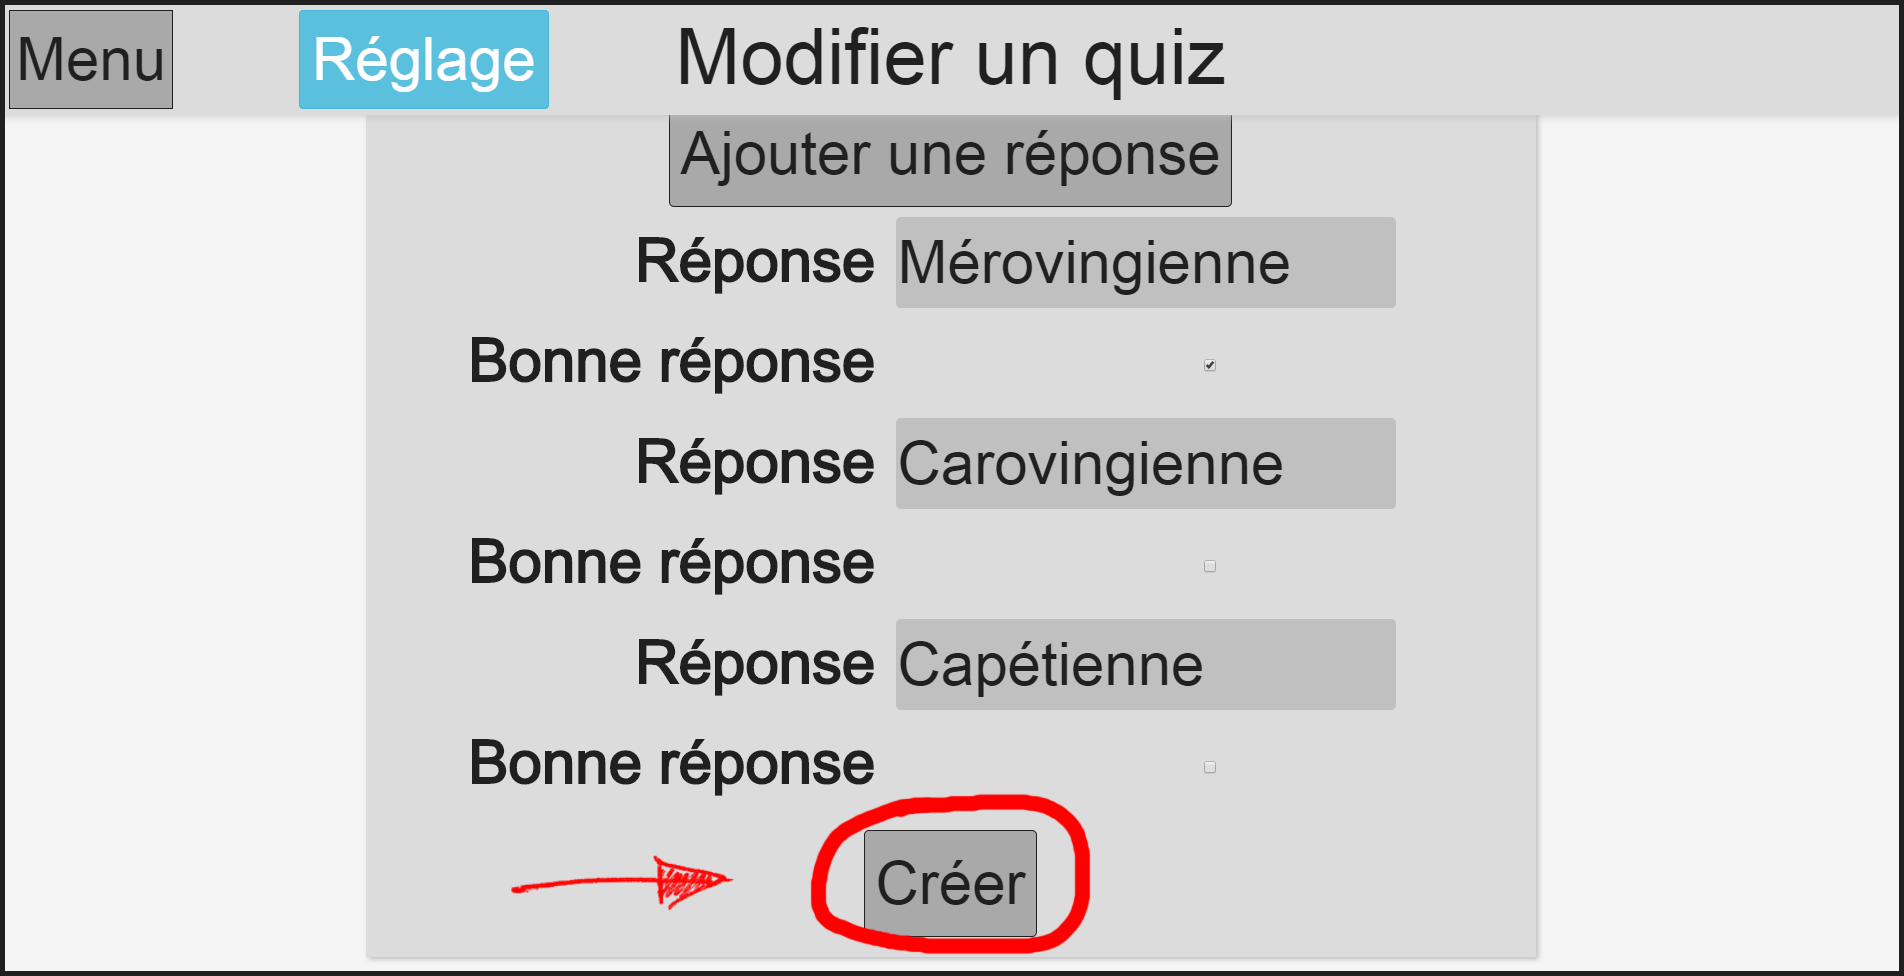 Menu
Réglage
Modifier un quiz
Ajouter une réponse
Réponse Mérovingienne
Bonne réponse
Réponse Carovingienne
Bonne réponse
Réponse Capétienne
Bonne réponse
Créer